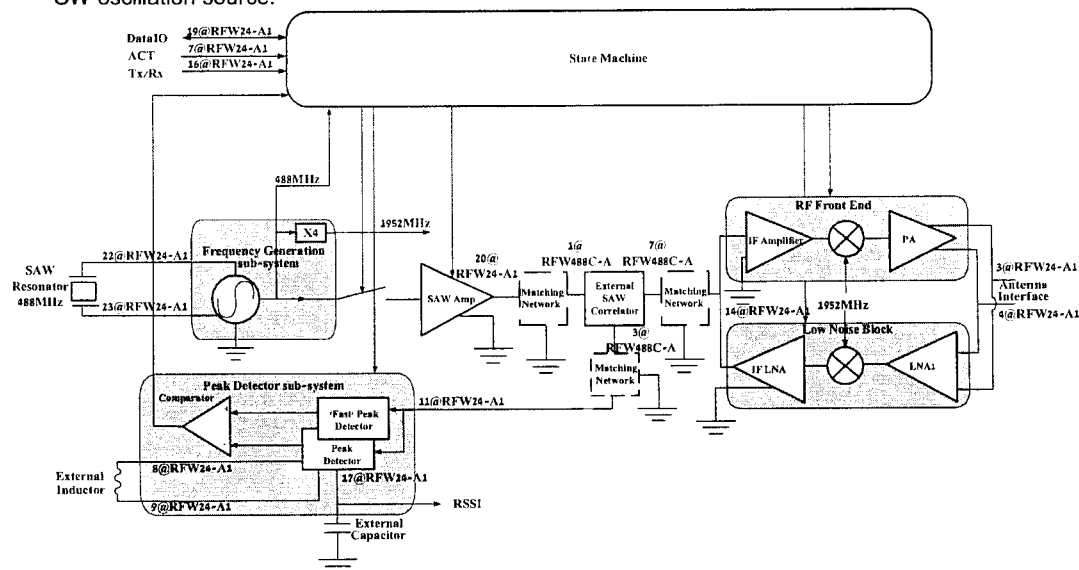 CW oscillation source.
DataIO
19@RFW24-A1
ACT
7@RFW24-A1
Tx/Rx
16@RFW24-A1
State Machine
488MHz
X4
1952MHz
Frequency Generation
sub-system
22@RFW24-A1
SAW
Resonator
488MHz
23@RFW24-A1
20@
RFW24-A1
SAW Amp
Matching
Network
1@
RFW488C-A
External
SAW
Correlator
7@
RFW488C-A
Matching
Network
3@
RFW488C-A
Matching
Network
RF Front End
IF Amplifier
PA
3@RFW24-A1
Antenna
Interface
4@RFW24-A1
1952MHz
14@RFW24-A1
Low Noise Block
IF LNA
LNA1
Peak Detector sub-system
Comparator
'Fast' Peak
Detector
Peak
Detector
11@RFW24-A1
8@RFW24-A1
17@RFW24-A1
External
Inductor
9@RFW24-A1
RSSI
External
Capacitor